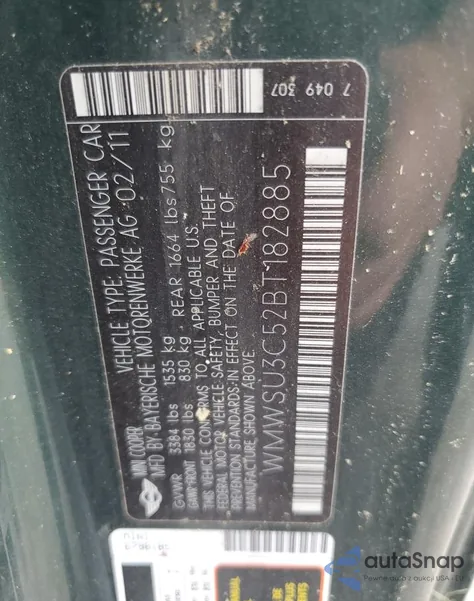 MINI COOPER
VEHICLE TYPE: PASSENGER CAR
MFD BY BAYERISCHE MOTORENWERKE AG 02/11
GVWR 3384 lbs 1535 kg
GAWR-FRONT 1830 lbs 830 kg - REAR 1664 lbs 755 kg
THIS VEHICLE CONFORMS TO ALL APPLICABLE U.S.
FEDERAL MOTOR VEHICLE SAFETY, BUMPER AND THEFT
PREVENTION STANDARDS IN EFFECT ON THE DATE OF
MANUFACTURE SHOWN ABOVE.
WMWSU3C52BT182885
7 049 307
autoSnap